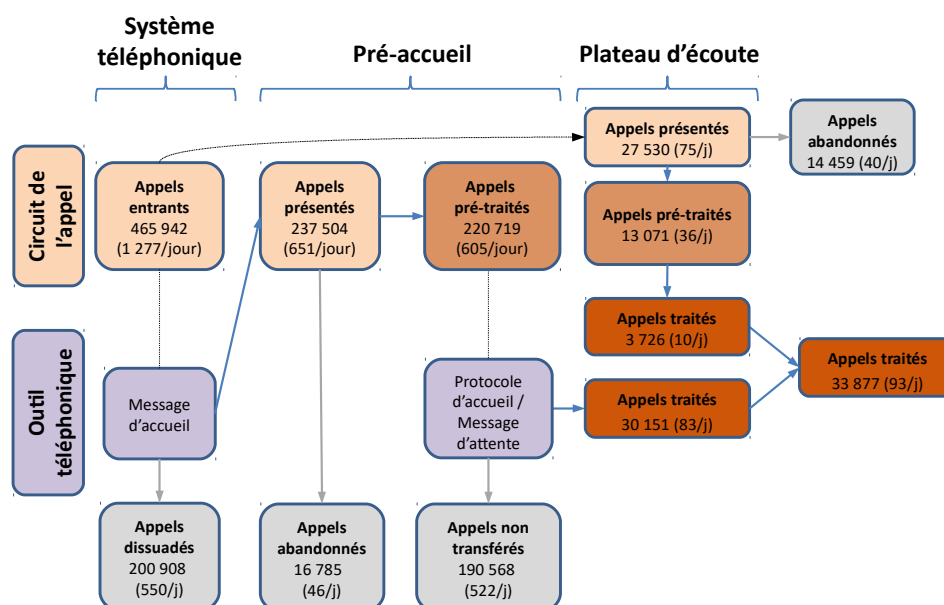 Système
téléphonique
Pré-accueil
Plateau d’écoute
Circuit de
l’appel
Appels
entrants
465 942
(1 277/jour)
Appels
présentés
237 504
(651/jour)
Appels
pré-traités
220 719
(605/jour)
Appels présentés
27 530 (75/j)
Appels
abandonnés
14 459 (40/j)
Appels pré-traités
13 071 (36/j)
Appels traités
3 726 (10/j)
Outil
téléphonique
Message
d’accueil
Protocole
d’accueil /
Message
d’attente
Appels traités
30 151 (83/j)
Appels traités
33 877 (93/j)
Appels
dissuadés
200 908
(550/j)
Appels
abandonnés
16 785
(46/j)
Appels non
transférés
190 568
(522/j)